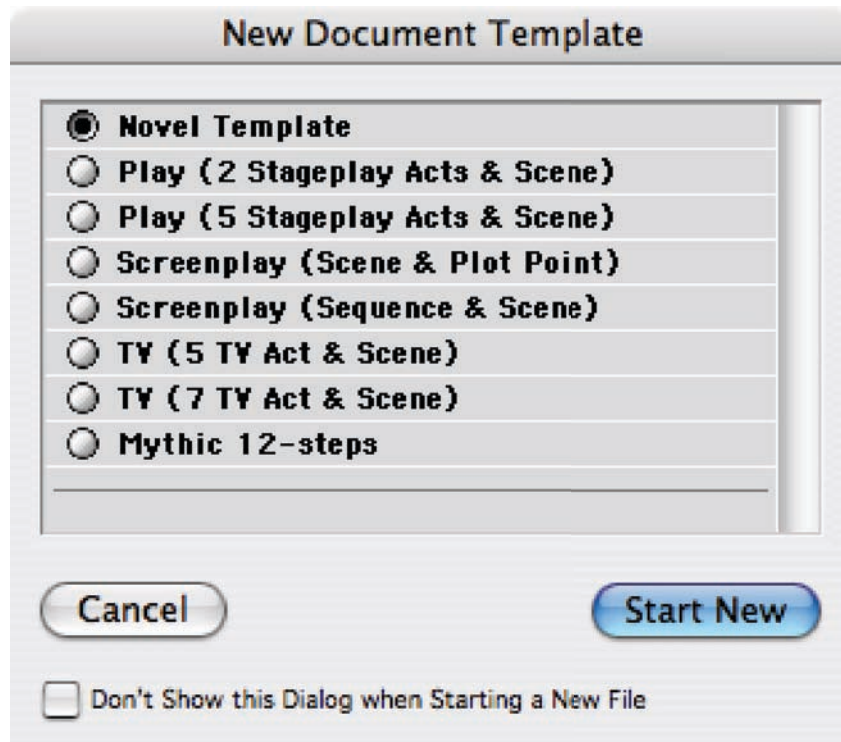 New Document Template
Novel Template
Play (2 Stageplay Acts & Scene)
Play (5 Stageplay Acts & Scene)
Screenplay (Scene & Plot Point)
Screenplay (Sequence & Scene)
TV (5 TV Act & Scene)
TV (7 TV Act & Scene)
Mythic 12-steps
Cancel
Start New
Don't Show this Dialog when Starting a New File